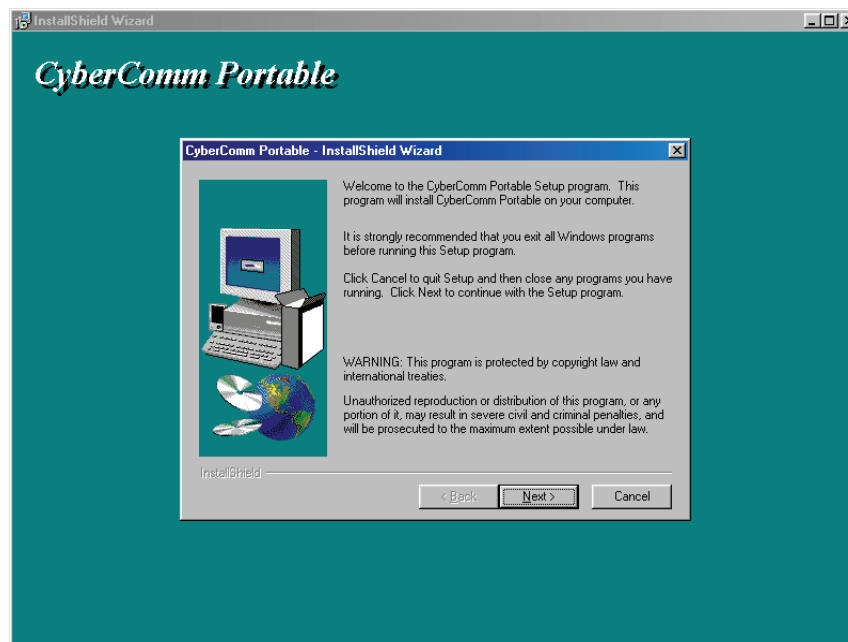 InstallShield Wizard
CyberComm Portable
CyberComm Portable - InstallShield Wizard
Welcome to the CyberComm Portable Setup program. This
program will install CyberComm Portable on your computer.
It is strongly recommended that you exit all Windows programs
before running this Setup program.
Click Cancel to quit Setup and then close any programs you have
running. Click Next to continue with the Setup program.
WARNING: This program is protected by copyright law and
international treaties.
Unauthorized reproduction or distribution of this program, or any
portion of it, may result in severe civil and criminal penalties, and
will be prosecuted to the maximum extent possible under law.
InstallShield
< Back Next > Cancel